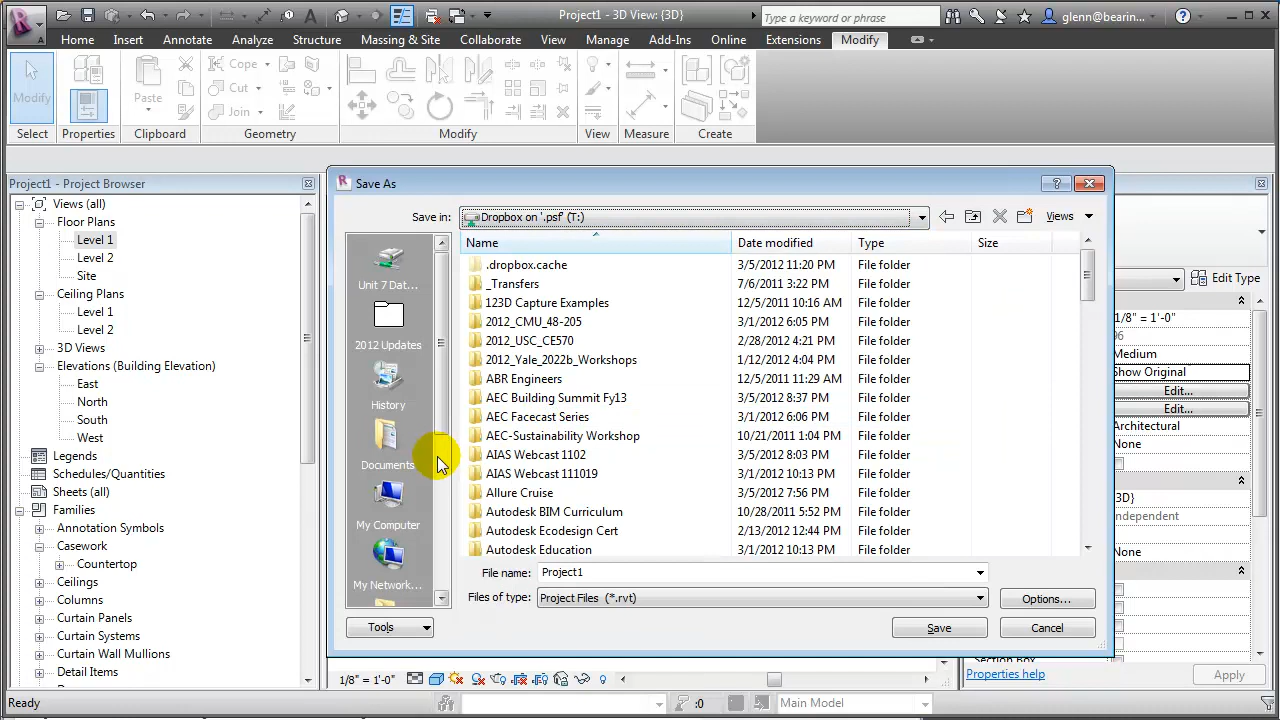 Project1 - 3D View: {3D}
Type a keyword or phrase
glenn@bearin...
Home Insert Annotate Analyze Structure Massing & Site Collaborate View Manage Add-Ins Online Extensions Modify
Modify
Paste
Cope
Cut
Join
Select Properties Clipboard Geometry Modify View Measure Create
Project1 - Project Browser
Views (all)
Floor Plans
Level 1
Level 2
Site
Ceiling Plans
Level 1
Level 2
3D Views
Elevations (Building Elevation)
East
North
South
West
Legends
Schedules/Quantities
Sheets (all)
Families
Annotation Symbols
Casework
Countertop
Ceilings
Columns
Curtain Panels
Curtain Systems
Curtain Wall Mullions
Detail Items
Save As
Save in: Dropbox on '.psf' (T:)
Views
Unit 7 Dat...
2012 Updates
History
Documents
My Computer
My Network...
Name Date modified Type Size
.dropbox.cache 3/5/2012 11:20 PM File folder
_Transfers 7/6/2011 3:22 PM File folder
123D Capture Examples 12/5/2011 10:16 AM File folder
2012_CMU_48-205 3/1/2012 6:05 PM File folder
2012_USC_CE570 2/28/2012 4:21 PM File folder
2012_Yale_2022b_Workshops 1/12/2012 4:04 PM File folder
ABR Engineers 12/5/2011 11:29 AM File folder
AEC Building Summit Fy13 3/5/2012 8:37 PM File folder
AEC Facecast Series 3/1/2012 6:06 PM File folder
AEC-Sustainability Workshop 10/21/2011 1:04 PM File folder
AIAS Webcast 1102 3/5/2012 8:03 PM File folder
AIAS Webcast 111019 3/1/2012 10:13 PM File folder
Allure Cruise 3/5/2012 7:56 PM File folder
Autodesk BIM Curriculum 10/28/2011 5:52 PM File folder
Autodesk Ecodesign Cert 2/13/2012 12:44 PM File folder
Autodesk Education 3/1/2012 10:13 PM File folder
File name: Project1
Files of type: Project Files (*.rvt)
Options...
Tools
Save
Cancel
Edit Type
1/8" = 1'-0"
96
Medium
Show Original
Edit...
Edit...
Architectural
None
{3D}
Independent
None
Properties help
Apply
1/8" = 1'-0"
Ready
:0
Main Model